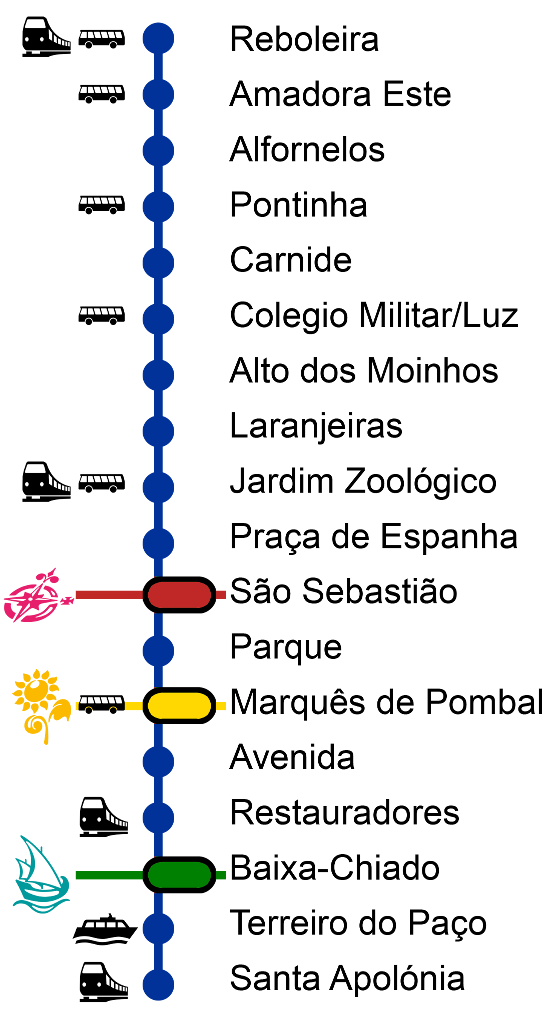 Reboleira
Amadora Este
Alfornelos
Pontinha
Carnide
Colegio Militar/Luz
Alto dos Moinhos
Laranjeiras
Jardim Zoológico
Praça de Espanha
São Sebastião
Parque
Marquês de Pombal
Avenida
Restauradores
Baixa-Chiado
Terreiro do Paço
Santa Apolónia